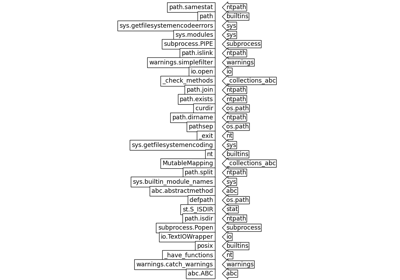 path.samestat ntpath
path builtins
sys.getfilesystemencodeerrors sys
sys.modules sys
subprocess.PIPE subprocess
path.islink ntpath
warnings.simplefilter warnings
io.open io
_check_methods _collections_abc
path.join ntpath
path.exists ntpath
curdir os.path
path.dirname ntpath
pathsep os.path
_exit nt
sys.getfilesystemencoding sys
nt builtins
MutableMapping _collections_abc
path.split ntpath
sys.builtin_module_names sys
abc.abstractmethod abc
defpath os.path
st.S_ISDIR stat
path.isdir ntpath
subprocess.Popen subprocess
io.TextIOWrapper io
posix builtins
_have_functions nt
warnings.catch_warnings warnings
abc.ABC abc